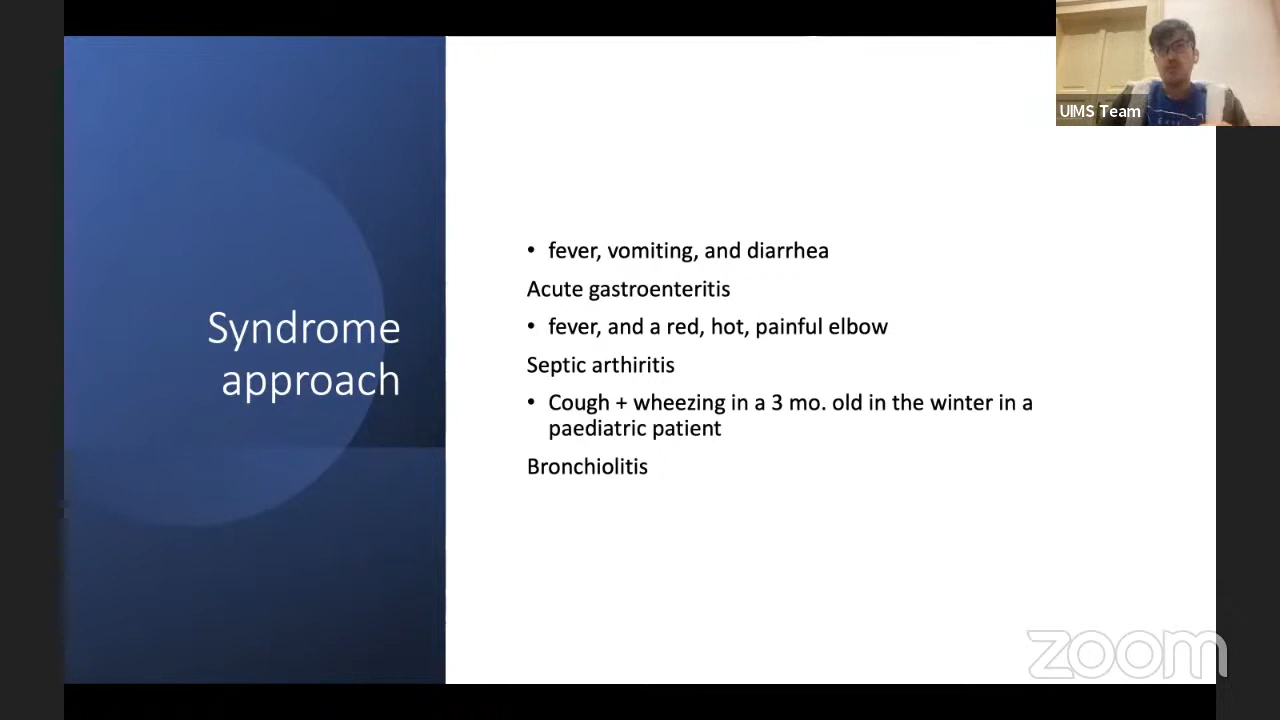 UIMS Team
Syndrome
approach
• fever, vomiting, and diarrhea
Acute gastroenteritis
• fever, and a red, hot, painful elbow
Septic arthiritis
• Cough + wheezing in a 3 mo. old in the winter in a
paediatric patient
Bronchiolitis
zoom